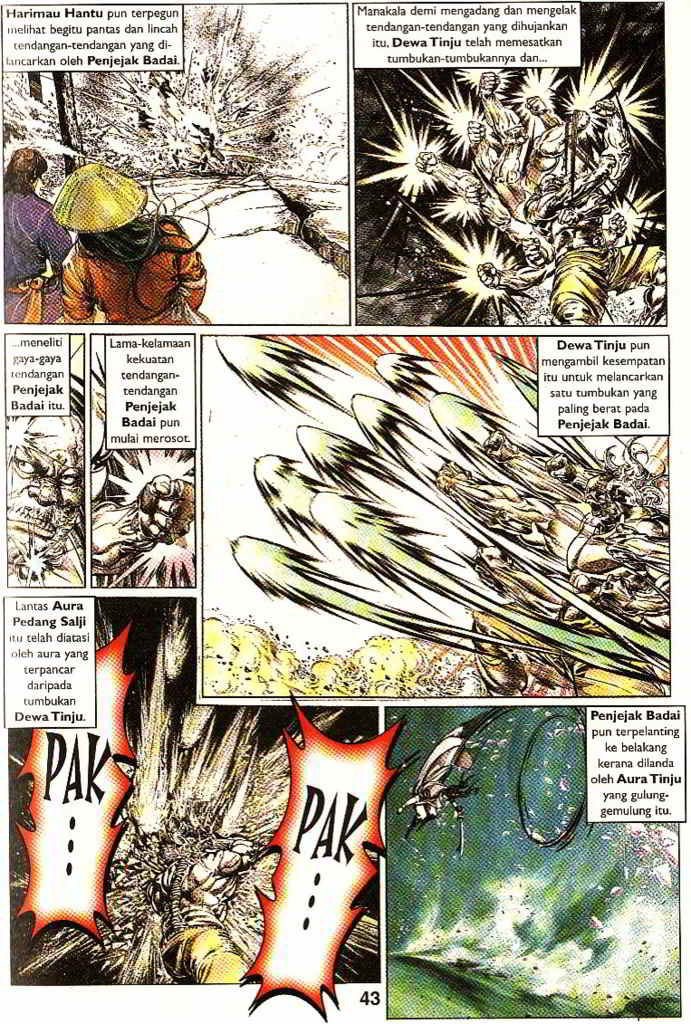 Harimau Hantu pun terpegun
melihat begitu pantas dan lincah
tendangan-tendangan yang di-
lancarkan oleh Penjejak Badai.
Manakala demi mengadang dan mengelak
tendangan-tendangan yang dihujankan
itu, Dewa Tinju telah memesatkan
tumbukan-tumbukannya dan...
...meneliti
gaya-gaya
tendangan
Penjejak
Badai itu.
Lama-kelamaan
kekuatan
tendangan-
tendangan
Penjejak
Badai pun
mulai merosot.
Dewa Tinju pun
mengambil kesempatan
itu untuk melancarkan
satu tumbukan yang
paling berat pada
Penjejak Badai.
Lantas Aura
Pedang Salji
itu telah diatasi
oleh aura yang
terpancar
daripada
tumbukan
Dewa Tinju.
PAK
...
PAK
...
Penjejak Badai
pun terpelanting
ke belakang
kerana dilanda
oleh Aura Tinju
yang gulung-
gemulung itu.
43